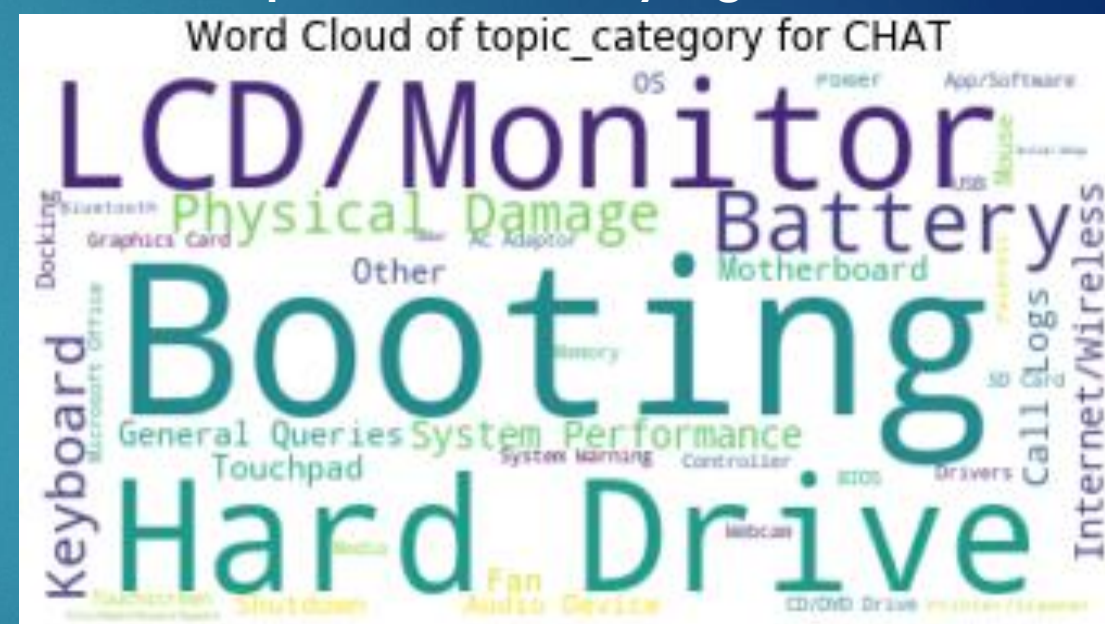 Word Cloud of topic_category for CHAT
OS
Power
App/Software
LCD/Monitor
Mouse
USB
Docking
Bluetooth
Physical Damage
Battery
Graphics Card
AC Adaptor
Other
Motherboard
Internet/Wireless
Booting
Memory
Microsoft Office
Keyboard
Call Logs
SD Card
General Queries
System Performance
System Warning
Controller
Touchpad
BIOS
Drivers
Hard Drive
Webcam
Media
Fan
Touchscreen
Shutdown
Audio Device
CD/DVD Drive
Printer/Scanner